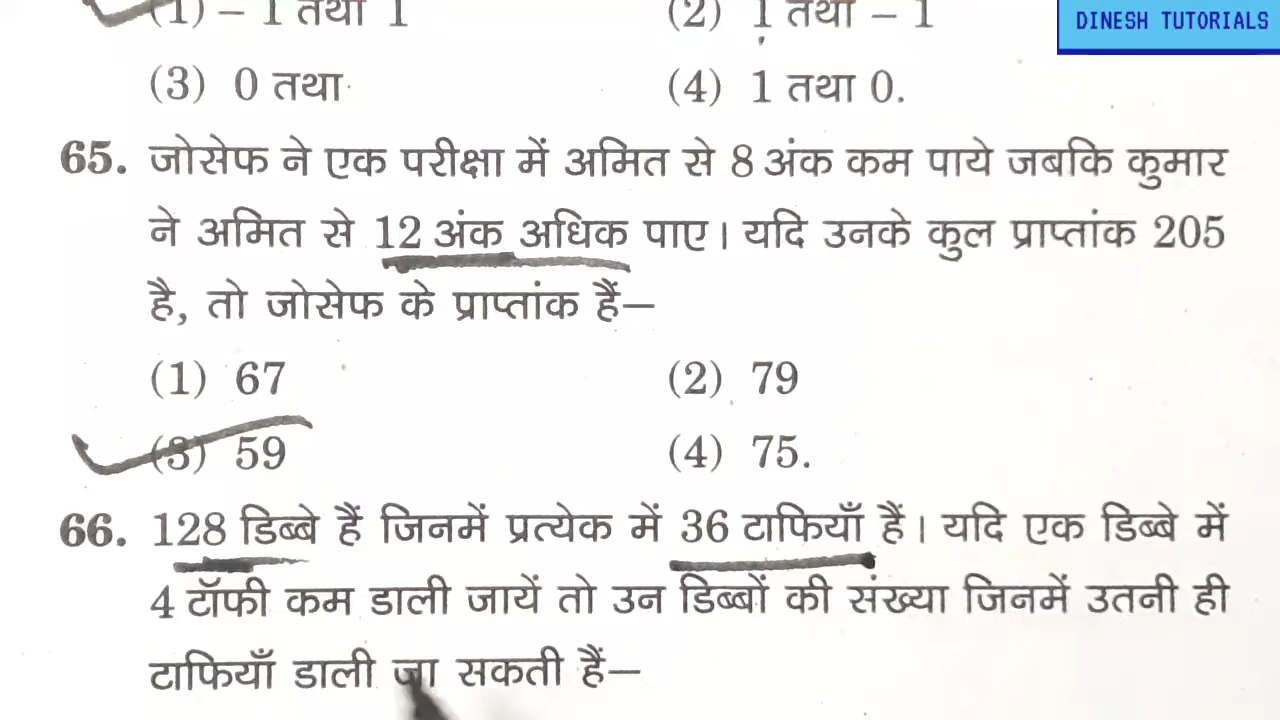 (1) – 1 तथा 1 (2) 1 तथा – 1
DINESH TUTORIALS
(3) 0 तथा (4) 1 तथा 0.
65. जोसेफ ने एक परीक्षा में अमित से 8 अंक कम पाये जबकि कुमार
ने अमित से 12 अंक अधिक पाए। यदि उनके कुल प्राप्तांक 205
है, तो जोसेफ के प्राप्तांक हैं–
(1) 67 (2) 79
(3) 59 (4) 75.
66. 128 डिब्बे हैं जिनमें प्रत्येक में 36 टाफियाँ हैं। यदि एक डिब्बे में
4 टॉफी कम डाली जायें तो उन डिब्बों की संख्या जिनमें उतनी ही
टाफियाँ डाली जा सकती हैं–